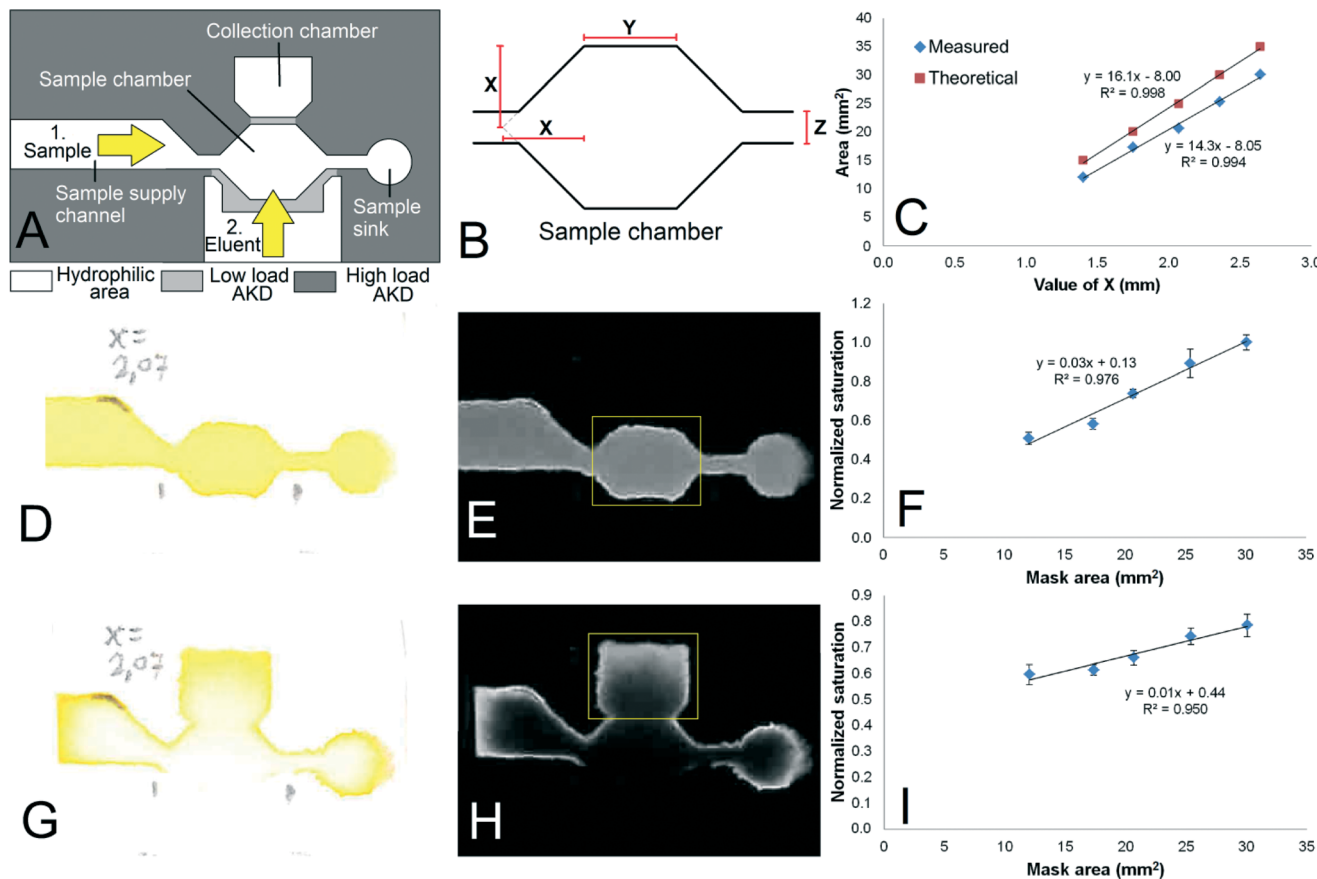 Collection chamber
Sample chamber
1.
Sample
Sample supply
channel
2.
Eluent
Sample
sink
A
Hydrophilic
area
Low load
AKD
High load
AKD
Y
X
X
Z
B
Sample chamber
40
35
30
25
20
15
10
5
0
Area (mm²)
Measured
Theoretical
y = 16.1x - 8.00
R² = 0.998
y = 14.3x - 8.05
R² = 0.994
C
0.0 1.0 2.0 3.0
Value of X (mm)
x=
2,07
D
E
1.2
1.0
0.8
0.6
0.4
0.2
0.0
Normalized saturation
y = 0.03x + 0.13
R² = 0.976
F
0 5 10 15 20 25 30 35
Mask area (mm²)
x=
2,07
G
H
0.9
0.8
0.7
0.6
0.5
0.4
0.3
0.2
0.1
0.0
Normalized saturation
y = 0.01x + 0.44
R² = 0.950
I
0 5 10 15 20 25 30 35
Mask area (mm²)